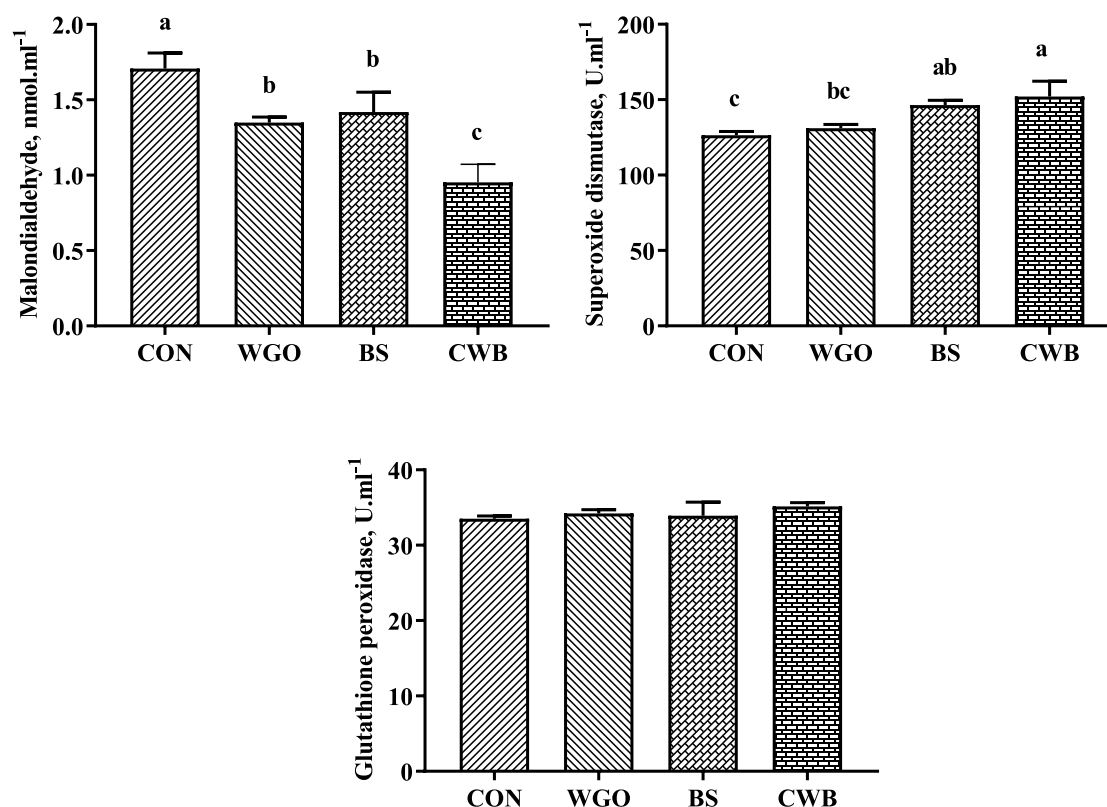 Malondialdehyde, nmol.ml⁻¹
2.0
1.5
1.0
0.5
0.0
a
b
b
c
CON WGO BS CWB
Superoxide dismutase, U.ml⁻¹
200
150
100
50
0
c
bc
ab
a
CON WGO BS CWB
Glutathione peroxidase, U.ml⁻¹
40
30
20
10
0
CON WGO BS CWB